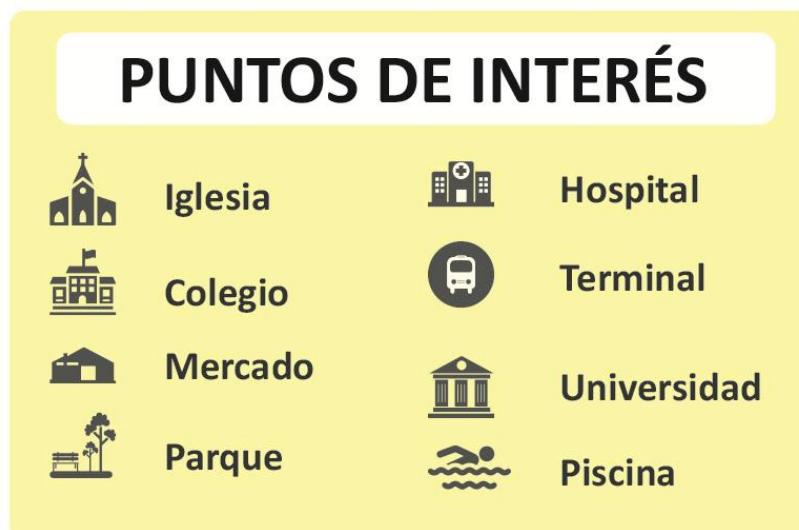 PUNTOS DE INTERÉS
Iglesia
Colegio
Mercado
Parque
Hospital
Terminal
Universidad
Piscina